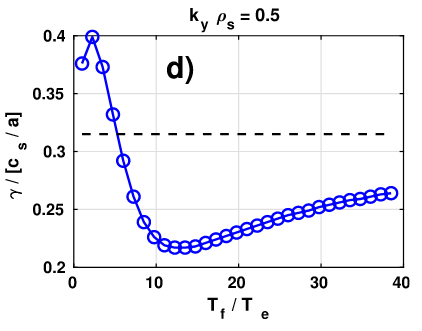 k_y ρ_s = 0.5
0.4
0.35
0.3
0.25
0.2
γ / [c_s / a]
d)
0 10 20 30 40
T_f / T_e